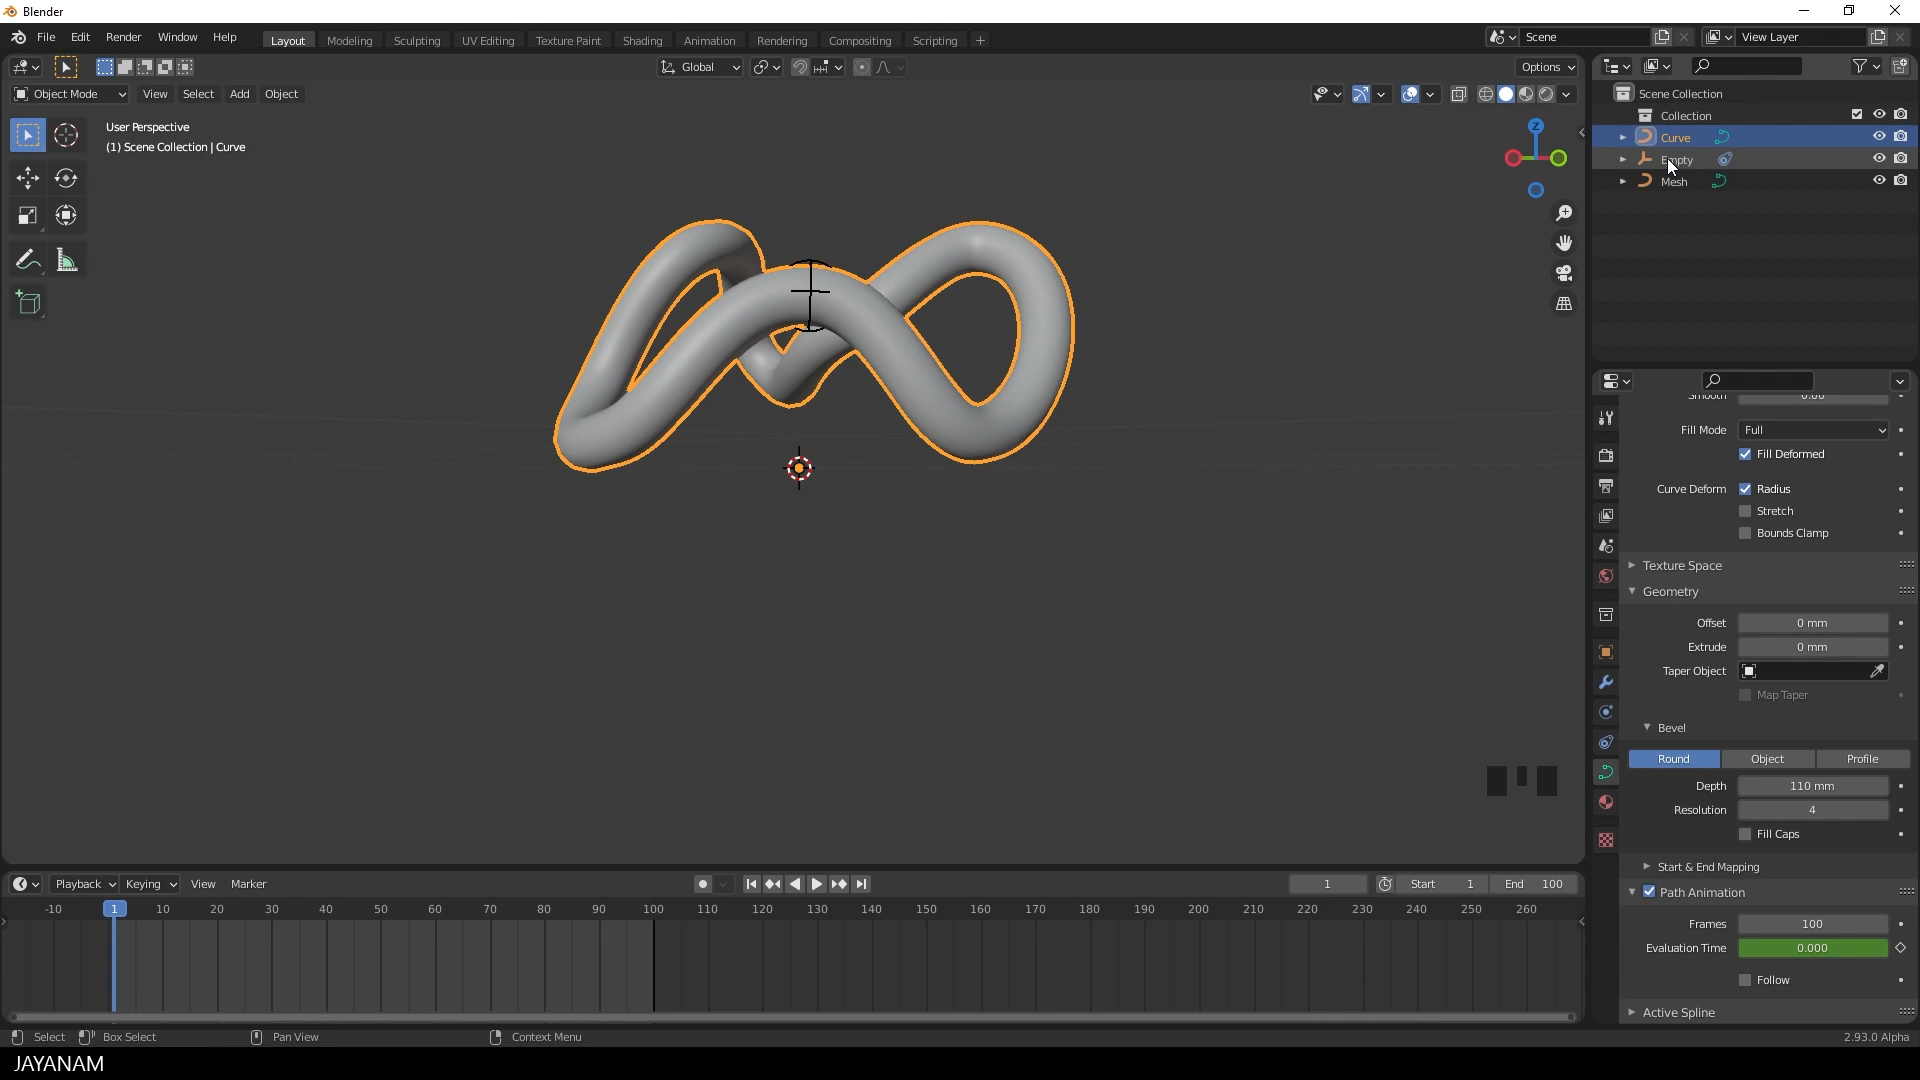 Blender
File Edit Render Window Help
Layout Modeling Sculpting UV Editing Texture Paint Shading Animation Rendering Compositing Scripting +
Scene
View Layer
Global
Options
Object Mode View Select Add Object
User Perspective
(1) Scene Collection | Curve
Z
Scene Collection
Collection
Curve
Empty
Mesh
Smooth 0.00
Fill Mode Full
Fill Deformed
Curve Deform Radius
Stretch
Bounds Clamp
Texture Space
Geometry
Offset 0 mm
Extrude 0 mm
Taper Object
Map Taper
Bevel
Round Object Profile
Depth 110 mm
Resolution 4
Fill Caps
Start & End Mapping
Path Animation
Frames 100
Evaluation Time 0.000
Follow
Active Spline
Playback Keying View Marker
1 Start 1 End 100
-10 1 10 20 30 40 50 60 70 80 90 100 110 120 130 140 150 160 170 180 190 200 210 220 230 240 250 260
Select Box Select Pan View Context Menu
2.93.0 Alpha
JAYANAM